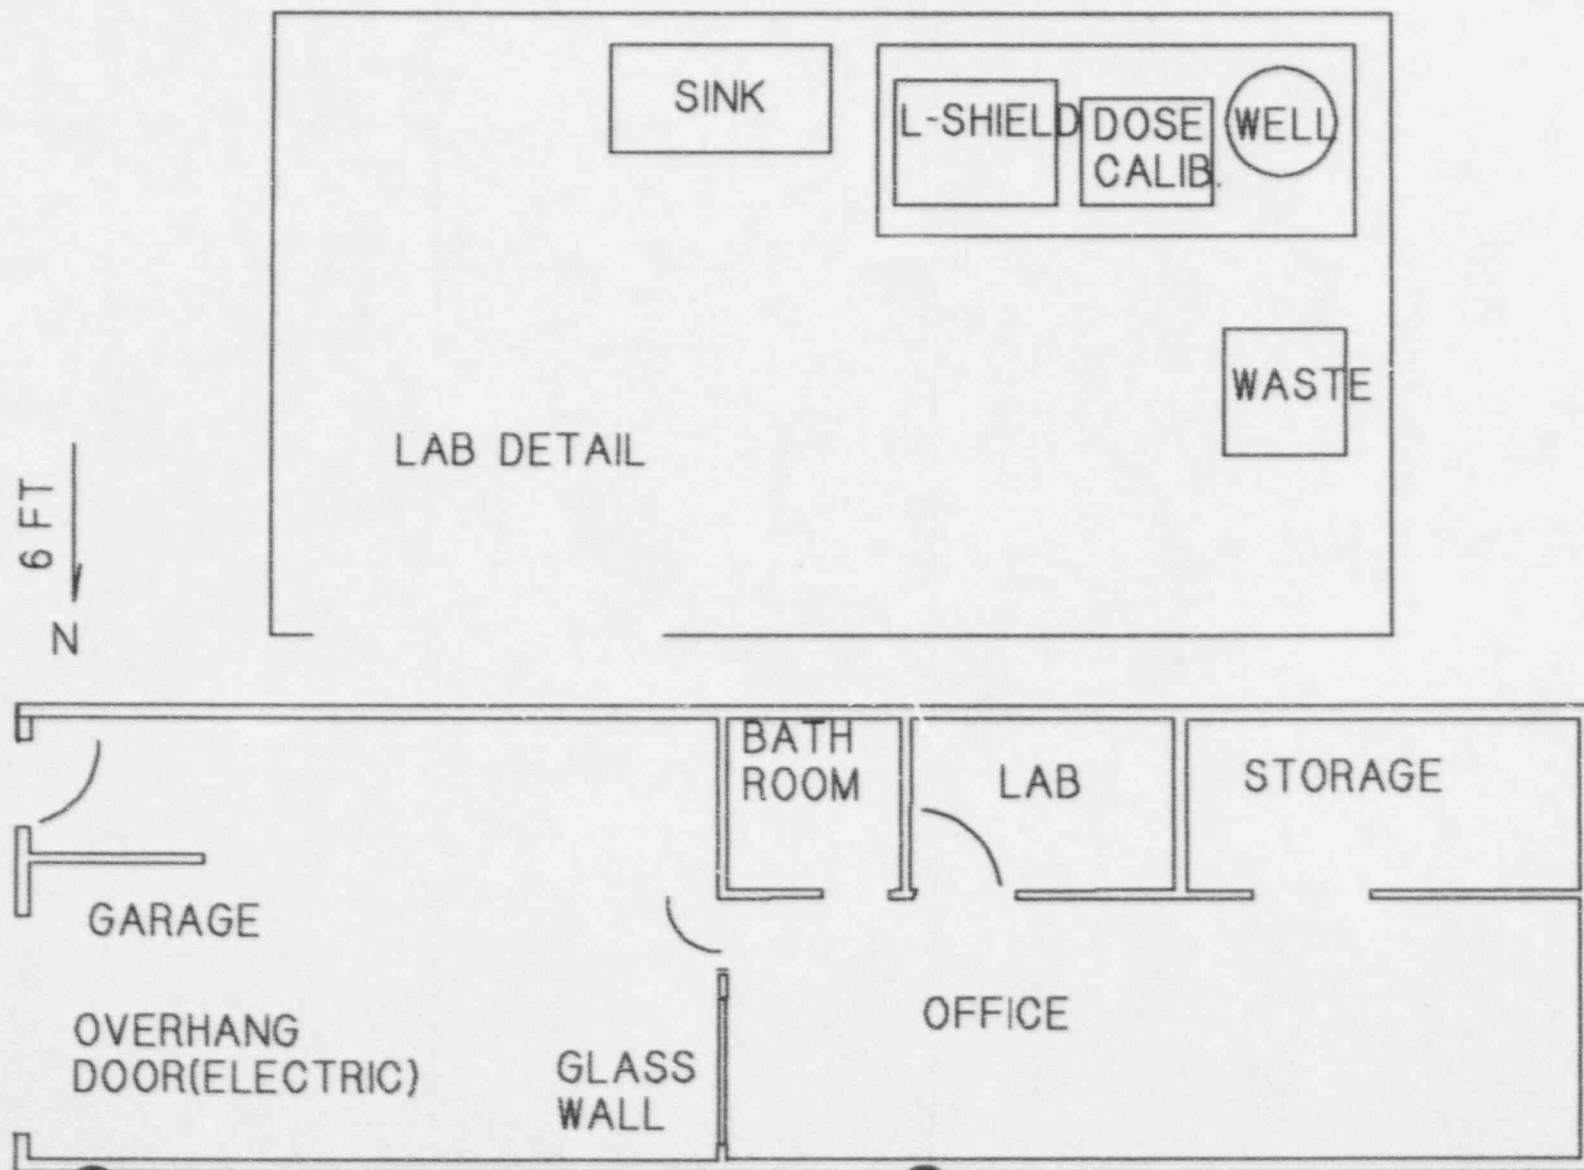 SINK
L-SHIELD
DOSE
CALIB.
WELL
WASTE
LAB DETAIL
6 FT
N
BATH
ROOM
LAB
STORAGE
GARAGE
OVERHANG
DOOR(ELECTRIC)
GLASS
WALL
OFFICE